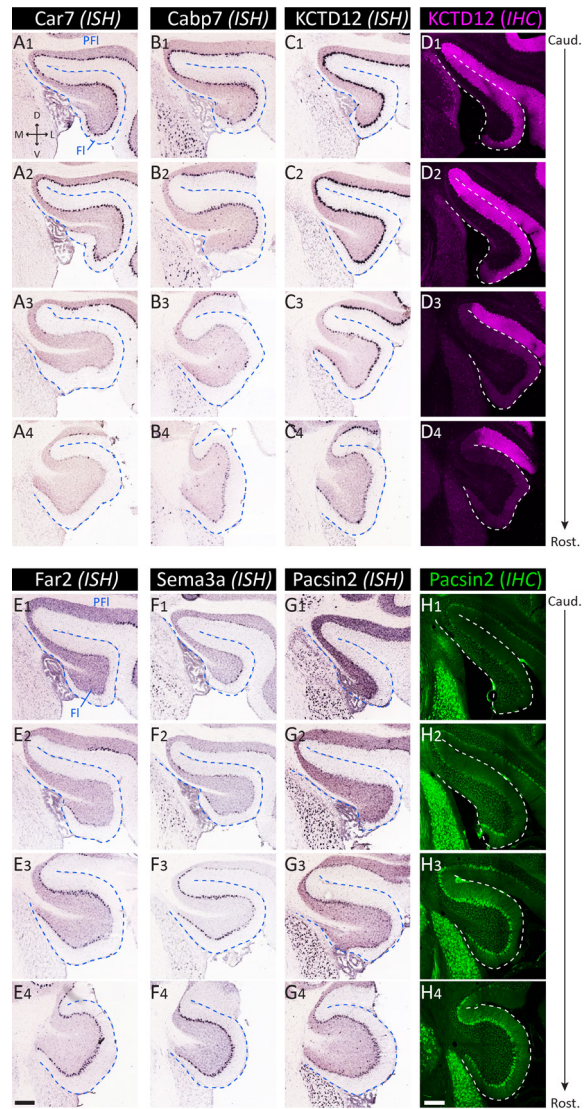 Car7 (ISH) Cabp7 (ISH) KCTD12 (ISH) KCTD12 (IHC)
A1 PFl B1 C1 D1 Caud.
D
M L
V
Fl
A2 B2 C2 D2
A3 B3 C3 D3
A4 B4 C4 D4
Rost.
Far2 (ISH) Sema3a (ISH) Pacsin2 (ISH) Pacsin2 (IHC)
E1 PFl F1 G1 H1 Caud.
Fl
E2 F2 G2 H2
E3 F3 G3 H3
E4 F4 G4 H4
Rost.